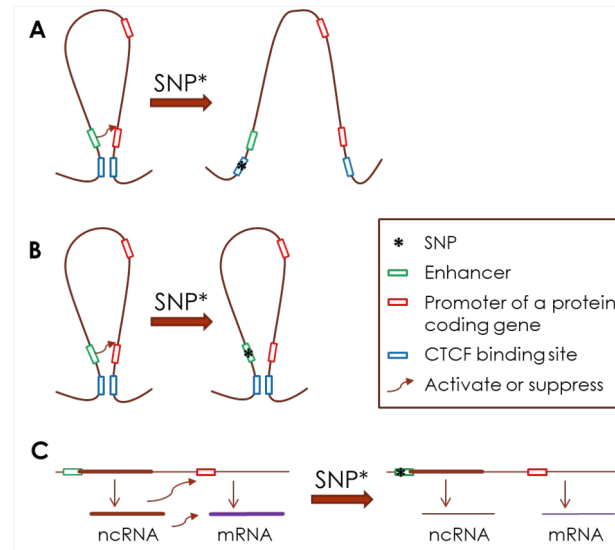 A
SNP*
B
SNP*
* SNP
Enhancer
Promoter of a protein
coding gene
CTCF binding site
Activate or suppress
C
SNP*
ncRNA
mRNA
ncRNA
mRNA